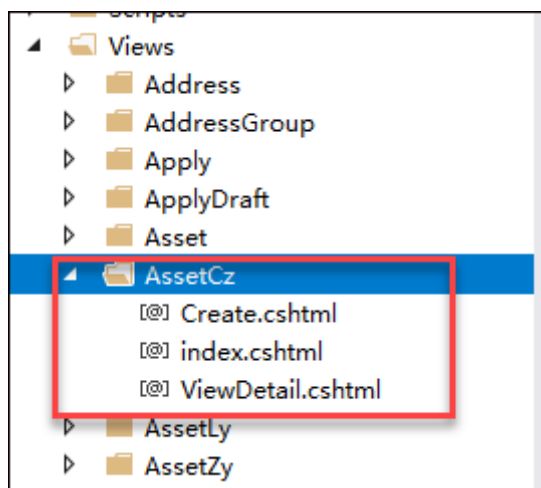 Views
Address
AddressGroup
Apply
ApplyDraft
Asset
AssetCz
[@] Create.cshtml
[@] index.cshtml
[@] ViewDetail.cshtml
AssetLy
AssetZy